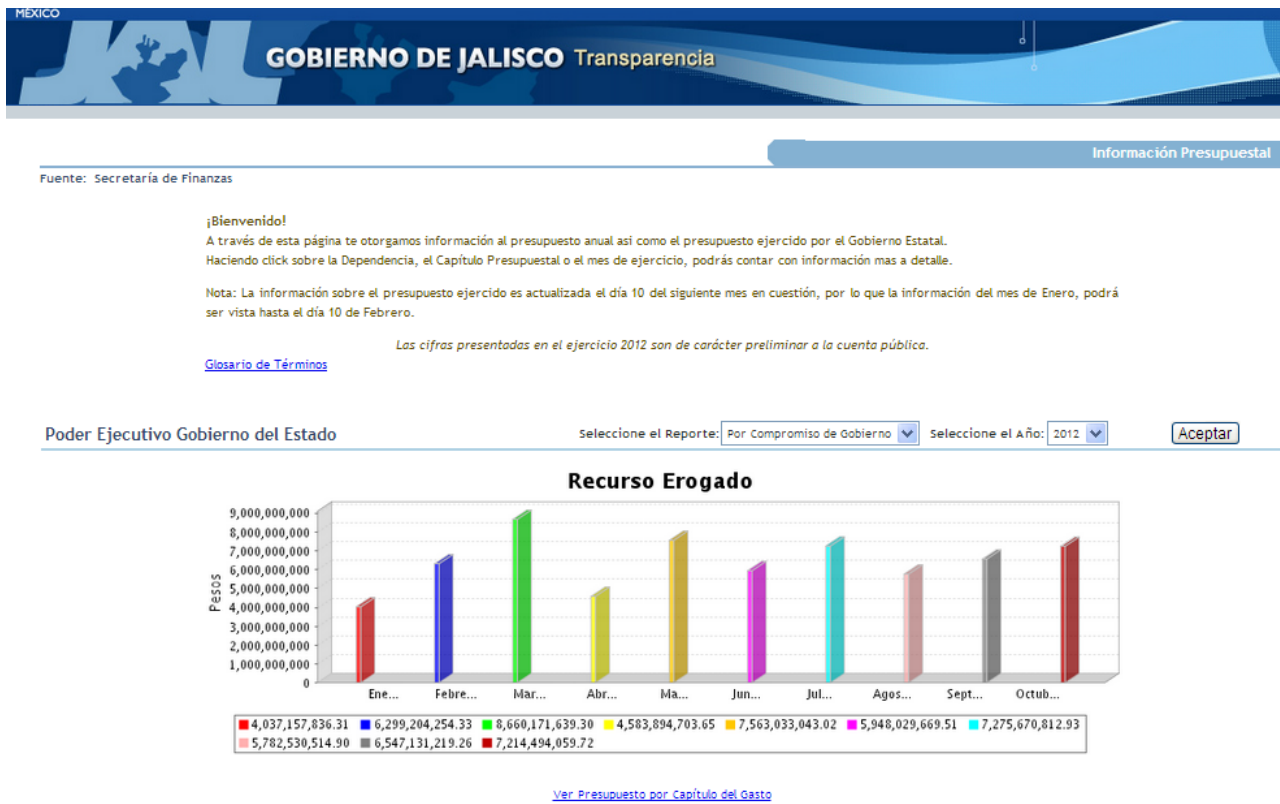 MÉXICO
JAL
GOBIERNO DE JALISCO Transparencia
Información Presupuestal
Fuente: Secretaría de Finanzas
¡Bienvenido!
A través de esta página te otorgamos información al presupuesto anual asi como el presupuesto ejercido por el Gobierno Estatal.
Haciendo click sobre la Dependencia, el Capítulo Presupuestal o el mes de ejercicio, podrás contar con información mas a detalle.
Nota: La información sobre el presupuesto ejercido es actualizada el día 10 del siguiente mes en cuestión, por lo que la información del mes de Enero, podrá
ser vista hasta el día 10 de Febrero.
Las cifras presentadas en el ejercicio 2012 son de carácter preliminar a la cuenta pública.
Glosario de Términos
Poder Ejecutivo Gobierno del Estado Seleccione el Reporte: Por Compromiso de Gobierno Seleccione el Año: 2012 Aceptar
Recurso Erogado
Pesos
9,000,000,000
8,000,000,000
7,000,000,000
6,000,000,000
5,000,000,000
4,000,000,000
3,000,000,000
2,000,000,000
1,000,000,000
0
Ene... Febre... Mar... Abr... Ma... Jun... Jul... Agos... Sept... Octub...
4,037,157,836.31 6,299,204,254.33 8,660,171,639.30 4,583,894,703.65 7,563,033,043.02 5,948,029,669.51 7,275,670,812.93
5,782,530,514.90 6,547,131,219.26 7,214,494,059.72
Ver Presupuesto por Capítulo del Gasto